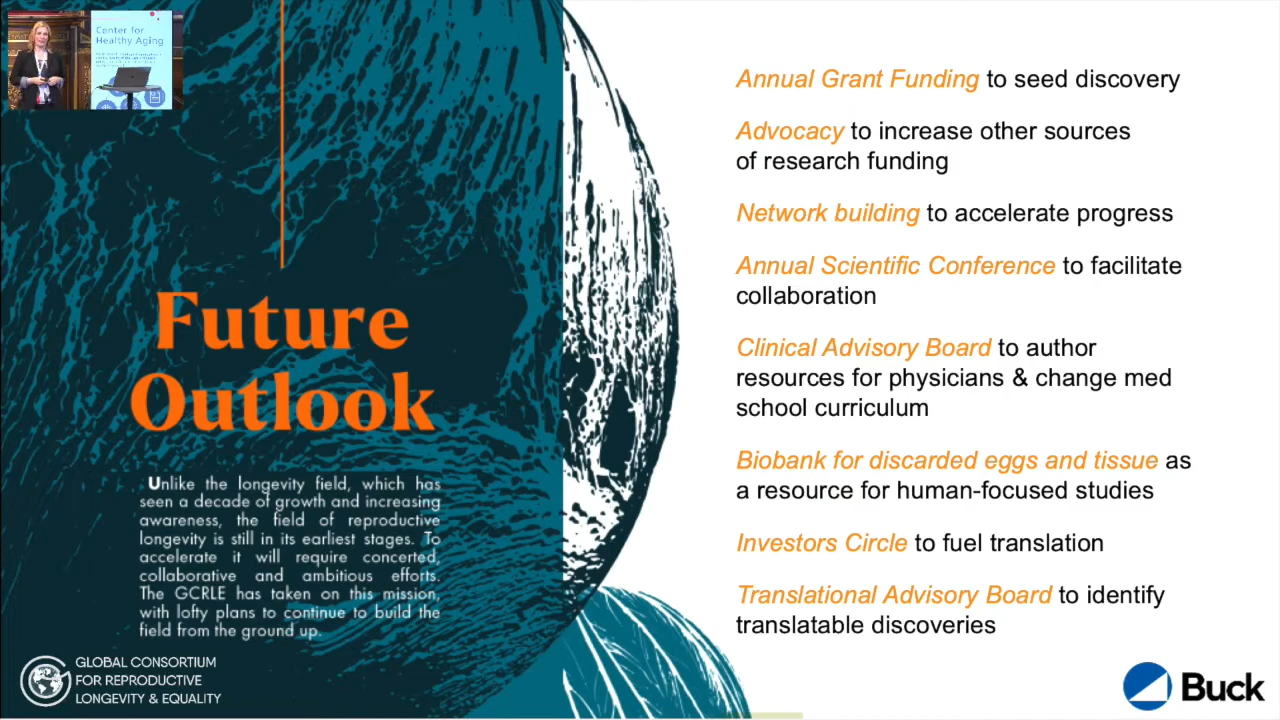 Center for
Healthy Aging
Future
Outlook
Unlike the longevity field, which has
seen a decade of growth and increasing
awareness, the field of reproductive
longevity is still in its earliest stages. To
accelerate it will require concerted,
collaborative and ambitious efforts.
The GCRLE has taken on this mission,
with lofty plans to continue to build the
field from the ground up.
GLOBAL CONSORTIUM
FOR REPRODUCTIVE
LONGEVITY & EQUALITY
Annual Grant Funding to seed discovery
Advocacy to increase other sources
of research funding
Network building to accelerate progress
Annual Scientific Conference to facilitate
collaboration
Clinical Advisory Board to author
resources for physicians & change med
school curriculum
Biobank for discarded eggs and tissue as
a resource for human-focused studies
Investors Circle to fuel translation
Translational Advisory Board to identify
translatable discoveries
Buck